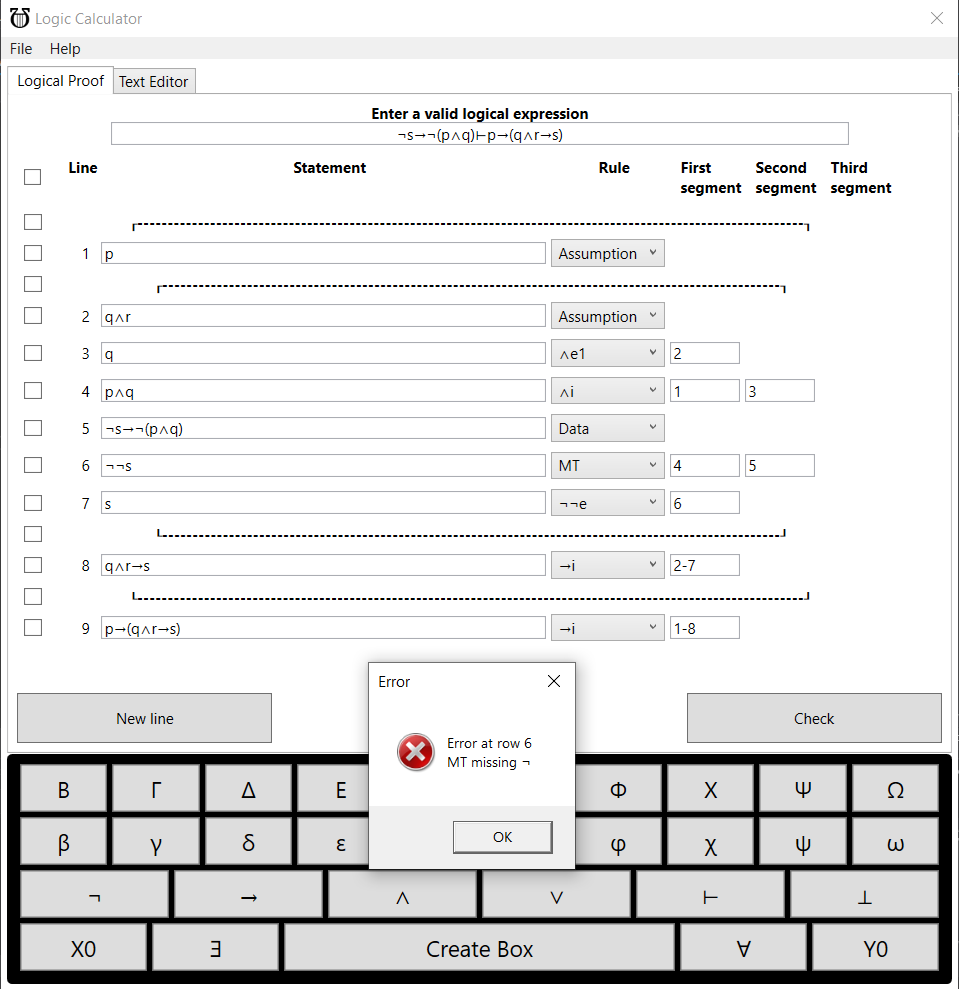 Logic Calculator
File Help
Logical Proof Text Editor
Enter a valid logical expression
¬s→¬(p∧q)⊢p→(q∧r→s)
Line Statement Rule First segment Second segment Third segment
1 p Assumption
2 q∧r Assumption
3 q ∧e1 2
4 p∧q ∧i 1 3
5 ¬s→¬(p∧q) Data
6 ¬¬s MT 4 5
7 s ¬¬e 6
8 q∧r→s →i 2-7
9 p→(q∧r→s) →i 1-8
New line Check
Error
Error at row 6
MT missing ¬
OK
Β Γ Δ Ε Φ Χ Ψ Ω
β γ δ ε φ χ ψ ω
¬ → ∧ ∨ ⊢ ⊥
X0 ∃ Create Box ∀ Y0